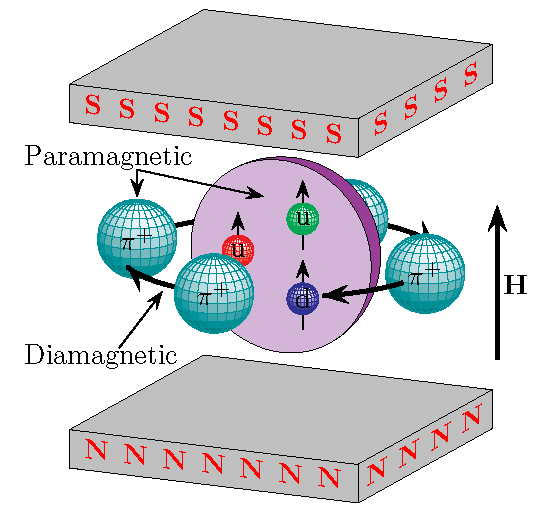 S S S S S S S S S S S S
Paramagnetic
u
π⁺ u π⁺
π⁺ d H
Diamagnetic
N N N N N N N N N N N